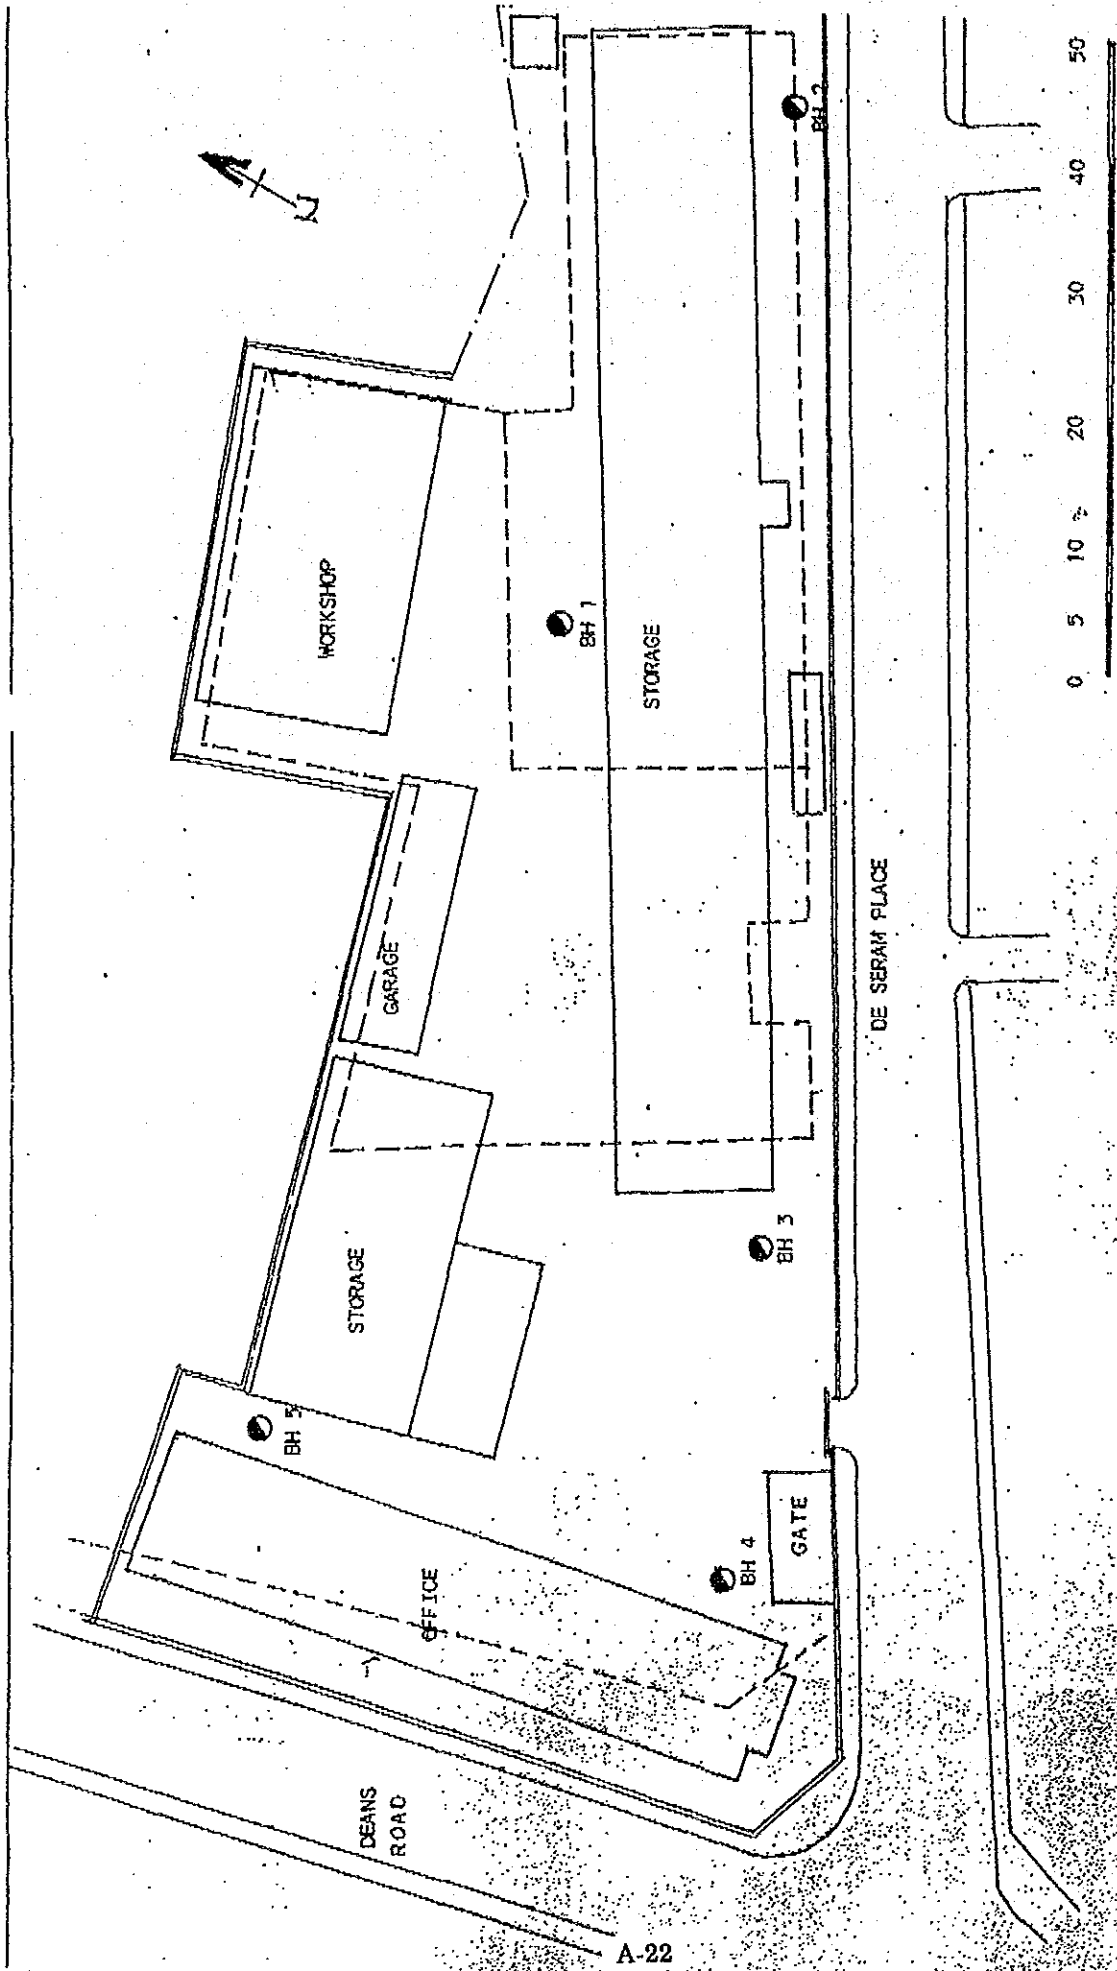 DEANS
ROAD
OFFICE
BH 5
STORAGE
GARAGE
WORKSHOP
N
BH 4
GATE
BH 3
STORAGE
BH 1
BH 2
DE SERAM PLACE
0 5 10 20 30 40 50
A-22